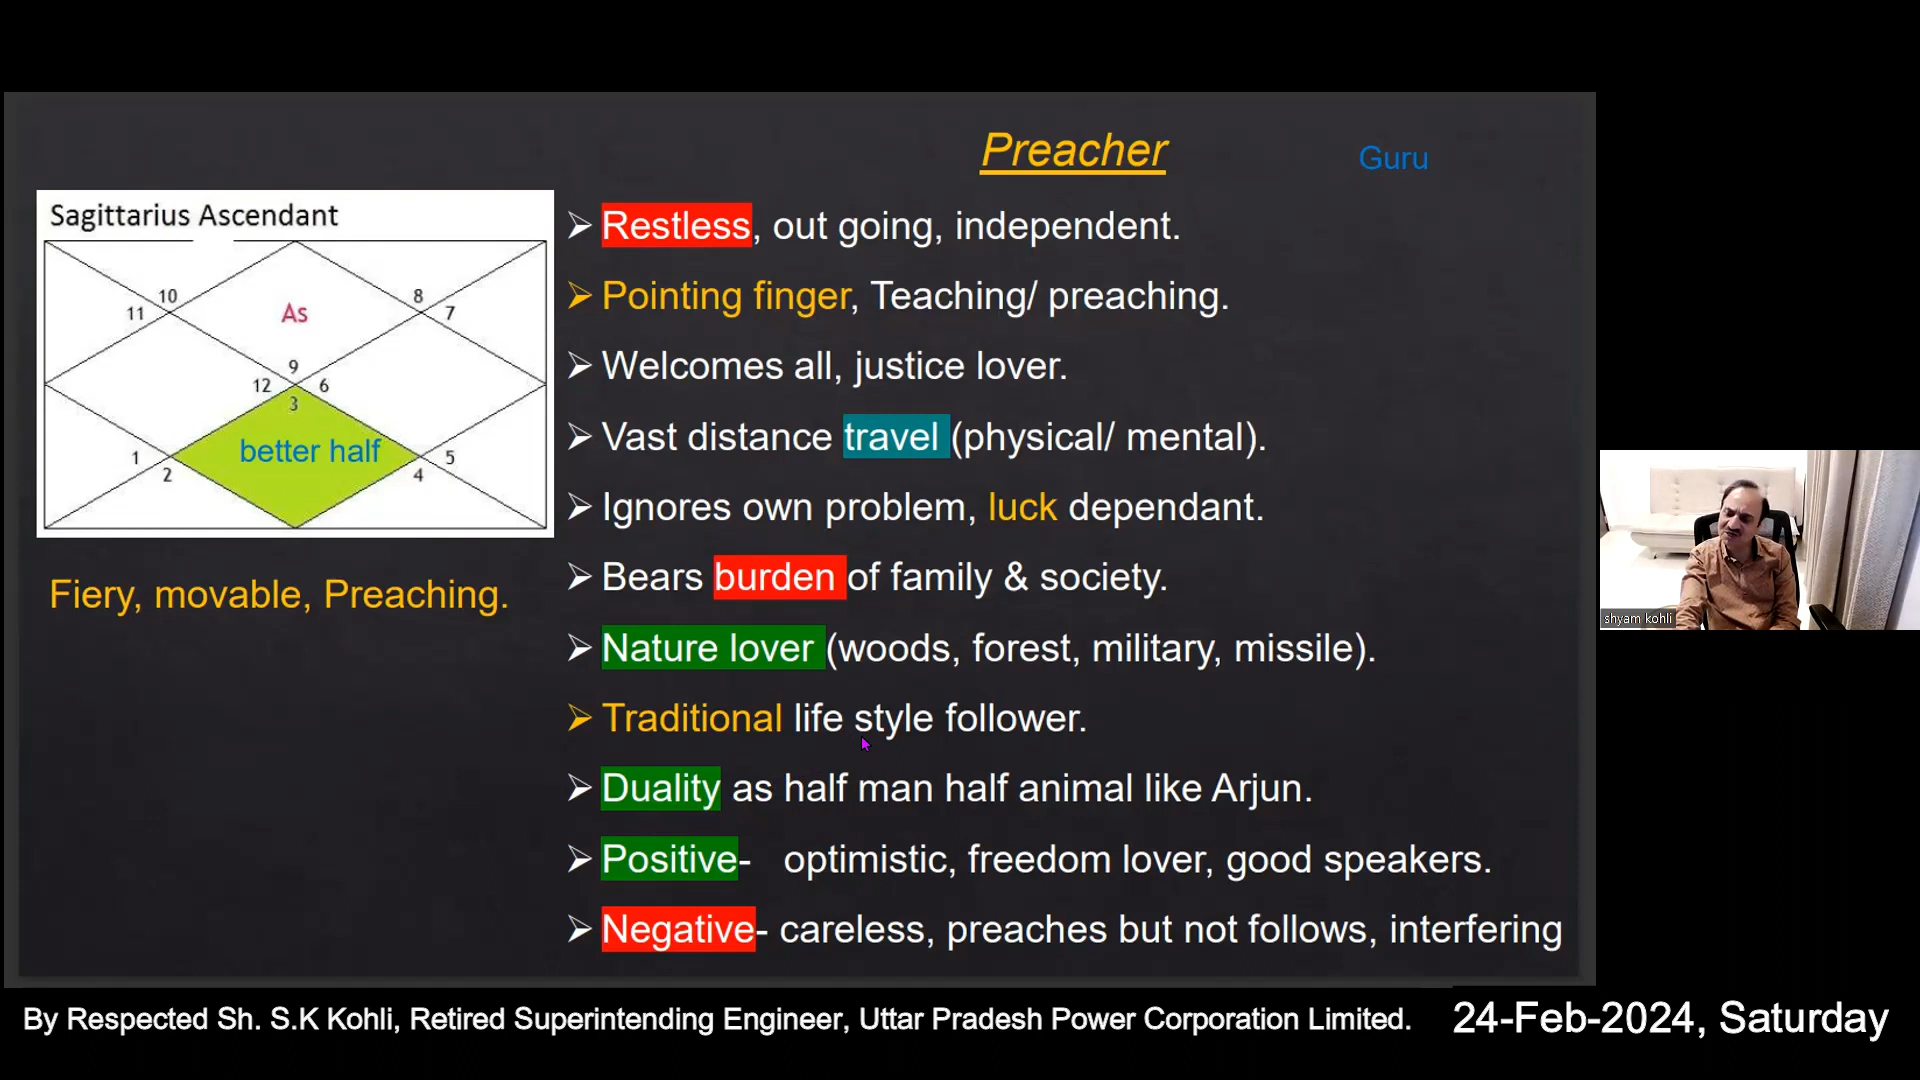 Preacher
Guru
Sagittarius Ascendant
10
11
As
8
7
9
12
6
3
better half
1
2
5
4
Fiery, movable, Preaching.
Restless, out going, independent.
Pointing finger, Teaching/ preaching.
Welcomes all, justice lover.
Vast distance travel (physical/ mental).
Ignores own problem, luck dependant.
Bears burden of family & society.
Nature lover (woods, forest, military, missile).
Traditional life style follower.
Duality as half man half animal like Arjun.
Positive- optimistic, freedom lover, good speakers.
Negative- careless, preaches but not follows, interfering
shyam kohli
By Respected Sh. S.K Kohli, Retired Superintending Engineer, Uttar Pradesh Power Corporation Limited.
24-Feb-2024, Saturday